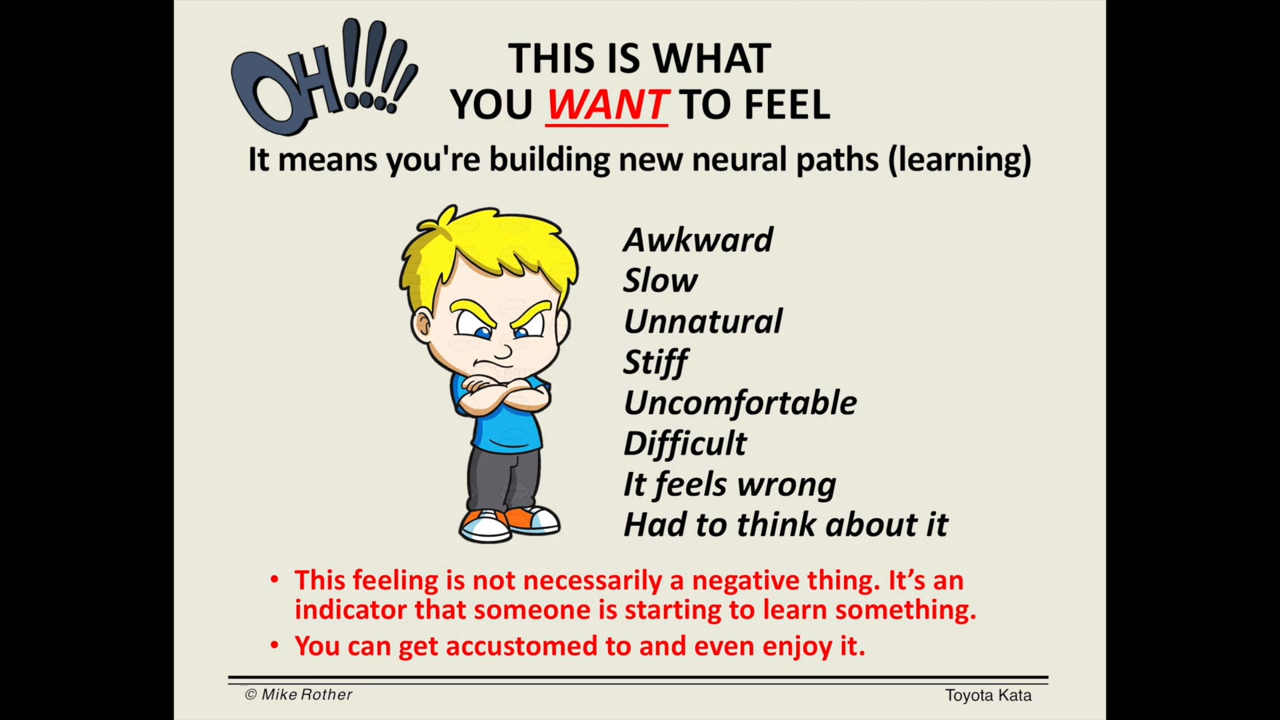 OH!!!!
THIS IS WHAT
YOU WANT TO FEEL
It means you're building new neural paths (learning)
Awkward
Slow
Unnatural
Stiff
Uncomfortable
Difficult
It feels wrong
Had to think about it
• This feeling is not necessarily a negative thing. It’s an
indicator that someone is starting to learn something.
• You can get accustomed to and even enjoy it.
© Mike Rother
Toyota Kata